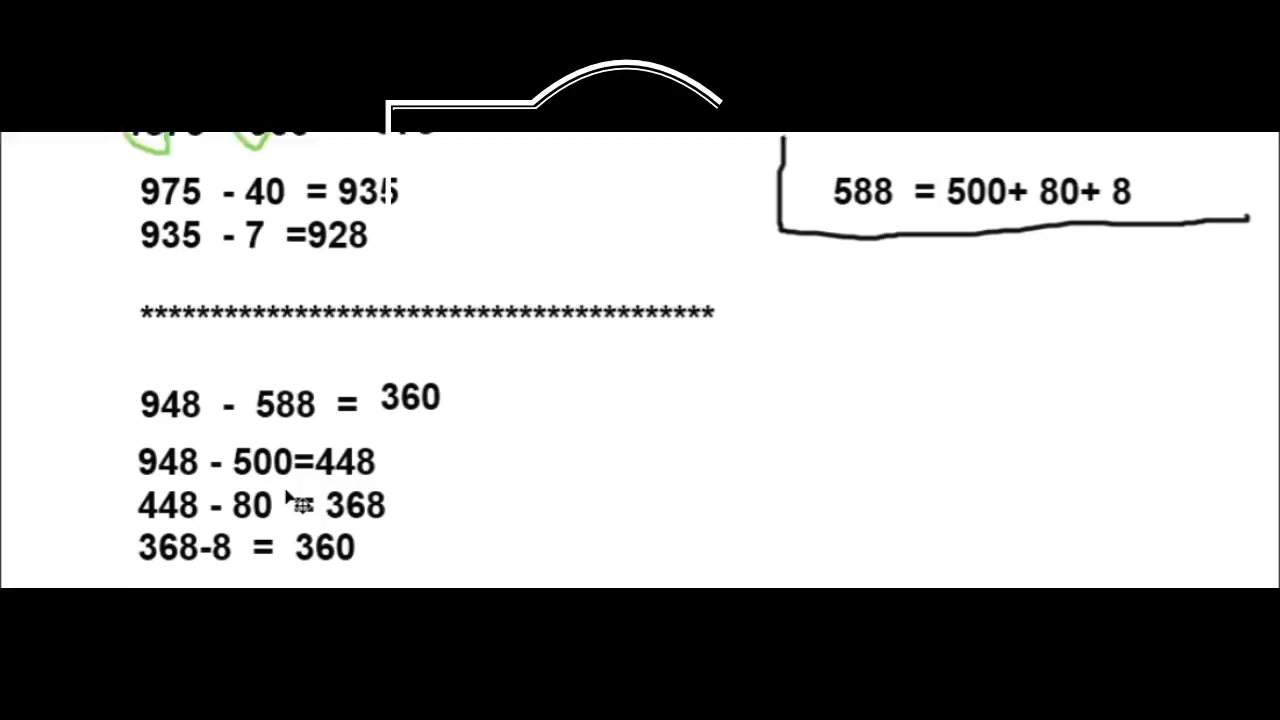 975 - 40 = 935
588 = 500+ 80+ 8
935 - 7 =928
*****************************************
948 - 588 = 360
948 - 500=448
448 - 80 = 368
368-8 = 360